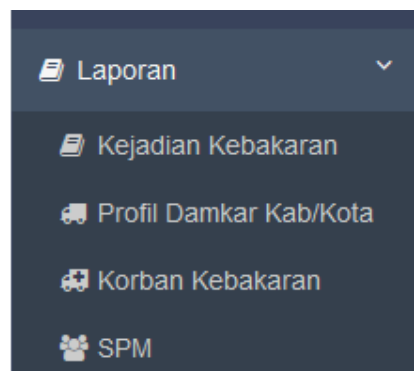 Laporan
Kejadian Kebakaran
Profil Damkar Kab/Kota
Korban Kebakaran
SPM